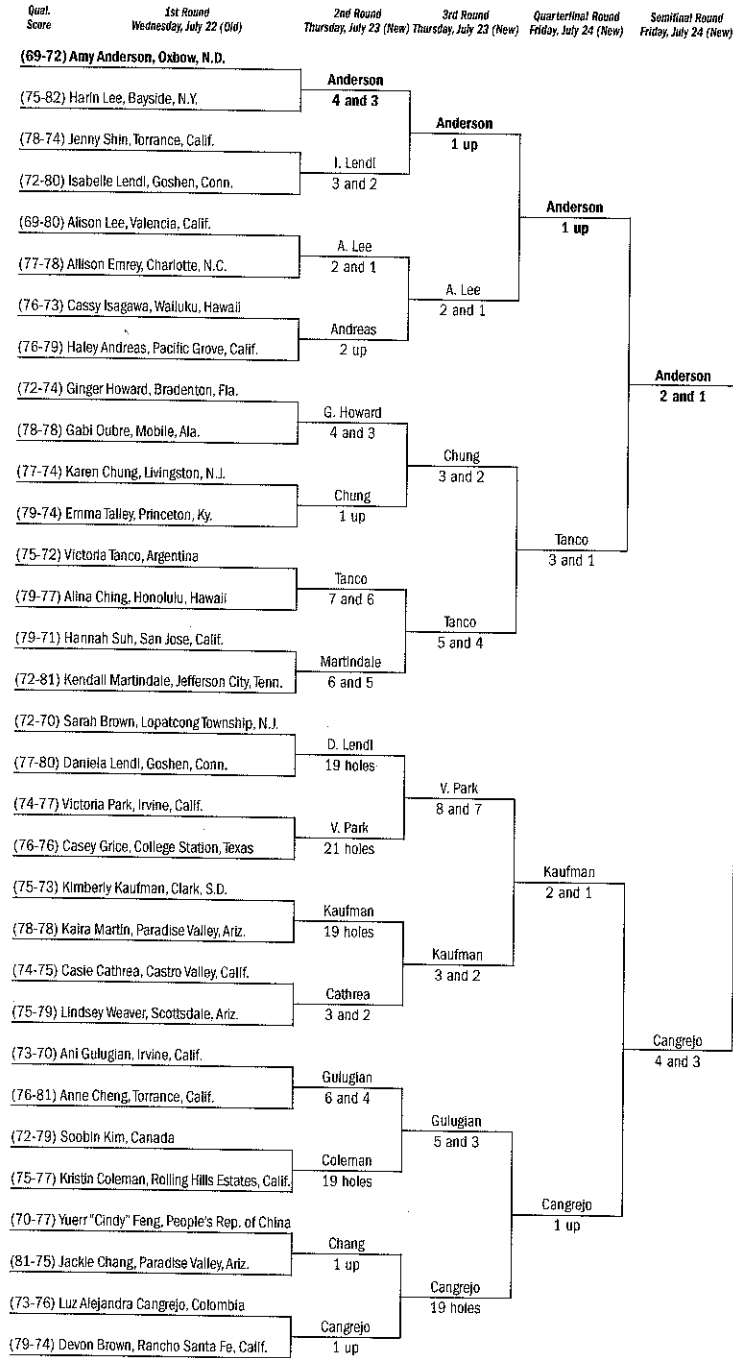 Qual. Score
1st Round
Wednesday, July 22 (Old)
2nd Round
Thursday, July 23 (New)
3rd Round
Thursday, July 23 (New)
Quarterfinal Round
Friday, July 24 (New)
Semifinal Round
Friday, July 24 (New)
(69-72) Amy Anderson, Oxbow, N.D.
(75-82) Harin Lee, Bayside, N.Y.
(78-74) Jenny Shin, Torrance, Calif.
(72-80) Isabelle Lendl, Goshen, Conn.
(69-80) Alison Lee, Valencia, Calif.
(77-78) Allison Emrey, Charlotte, N.C.
(76-73) Cassy Isagawa, Wailuku, Hawaii
(76-79) Haley Andreas, Pacific Grove, Calif.
(72-74) Ginger Howard, Bradenton, Fla.
(78-78) Gabi Oubre, Mobile, Ala.
(77-74) Karen Chung, Livingston, N.J.
(79-74) Emma Talley, Princeton, Ky.
(75-72) Victoria Tanco, Argentina
(79-77) Alina Ching, Honolulu, Hawaii
(79-71) Hannah Suh, San Jose, Calif.
(72-81) Kendall Martindale, Jefferson City, Tenn.
(72-70) Sarah Brown, Lopatcong Township, N.J.
(77-80) Daniela Lendl, Goshen, Conn.
(74-77) Victoria Park, Irvine, Calif.
(76-76) Casey Grice, College Station, Texas
(75-73) Kimberly Kaufman, Clark, S.D.
(78-78) Kaira Martin, Paradise Valley, Ariz.
(74-75) Casie Cathrea, Castro Valley, Calif.
(75-79) Lindsey Weaver, Scottsdale, Ariz.
(73-70) Ani Gulugian, Irvine, Calif.
(76-81) Anne Cheng, Torrance, Calif.
(72-79) Soobin Kim, Canada
(75-77) Kristin Coleman, Rolling Hills Estates, Calif.
(70-77) Yuerr "Cindy" Feng, People's Rep. of China
(81-75) Jackie Chang, Paradise Valley, Ariz.
(73-76) Luz Alejandra Cangrejo, Colombia
(79-74) Devon Brown, Rancho Santa Fe, Calif.
Anderson
4 and 3
I. Lendl
3 and 2
A. Lee
2 and 1
Andreas
2 up
G. Howard
4 and 3
Chung
1 up
Tanco
7 and 6
Martindale
6 and 5
D. Lendl
19 holes
V. Park
21 holes
Kaufman
19 holes
Cathrea
3 and 2
Gulugian
6 and 4
Coleman
19 holes
Chang
1 up
Cangrejo
1 up
Anderson
1 up
A. Lee
2 and 1
Chung
3 and 2
Tanco
5 and 4
V. Park
8 and 7
Kaufman
3 and 2
Gulugian
5 and 3
Cangrejo
19 holes
Anderson
1 up
Tanco
3 and 1
Kaufman
2 and 1
Cangrejo
1 up
Anderson
2 and 1
Cangrejo
4 and 3